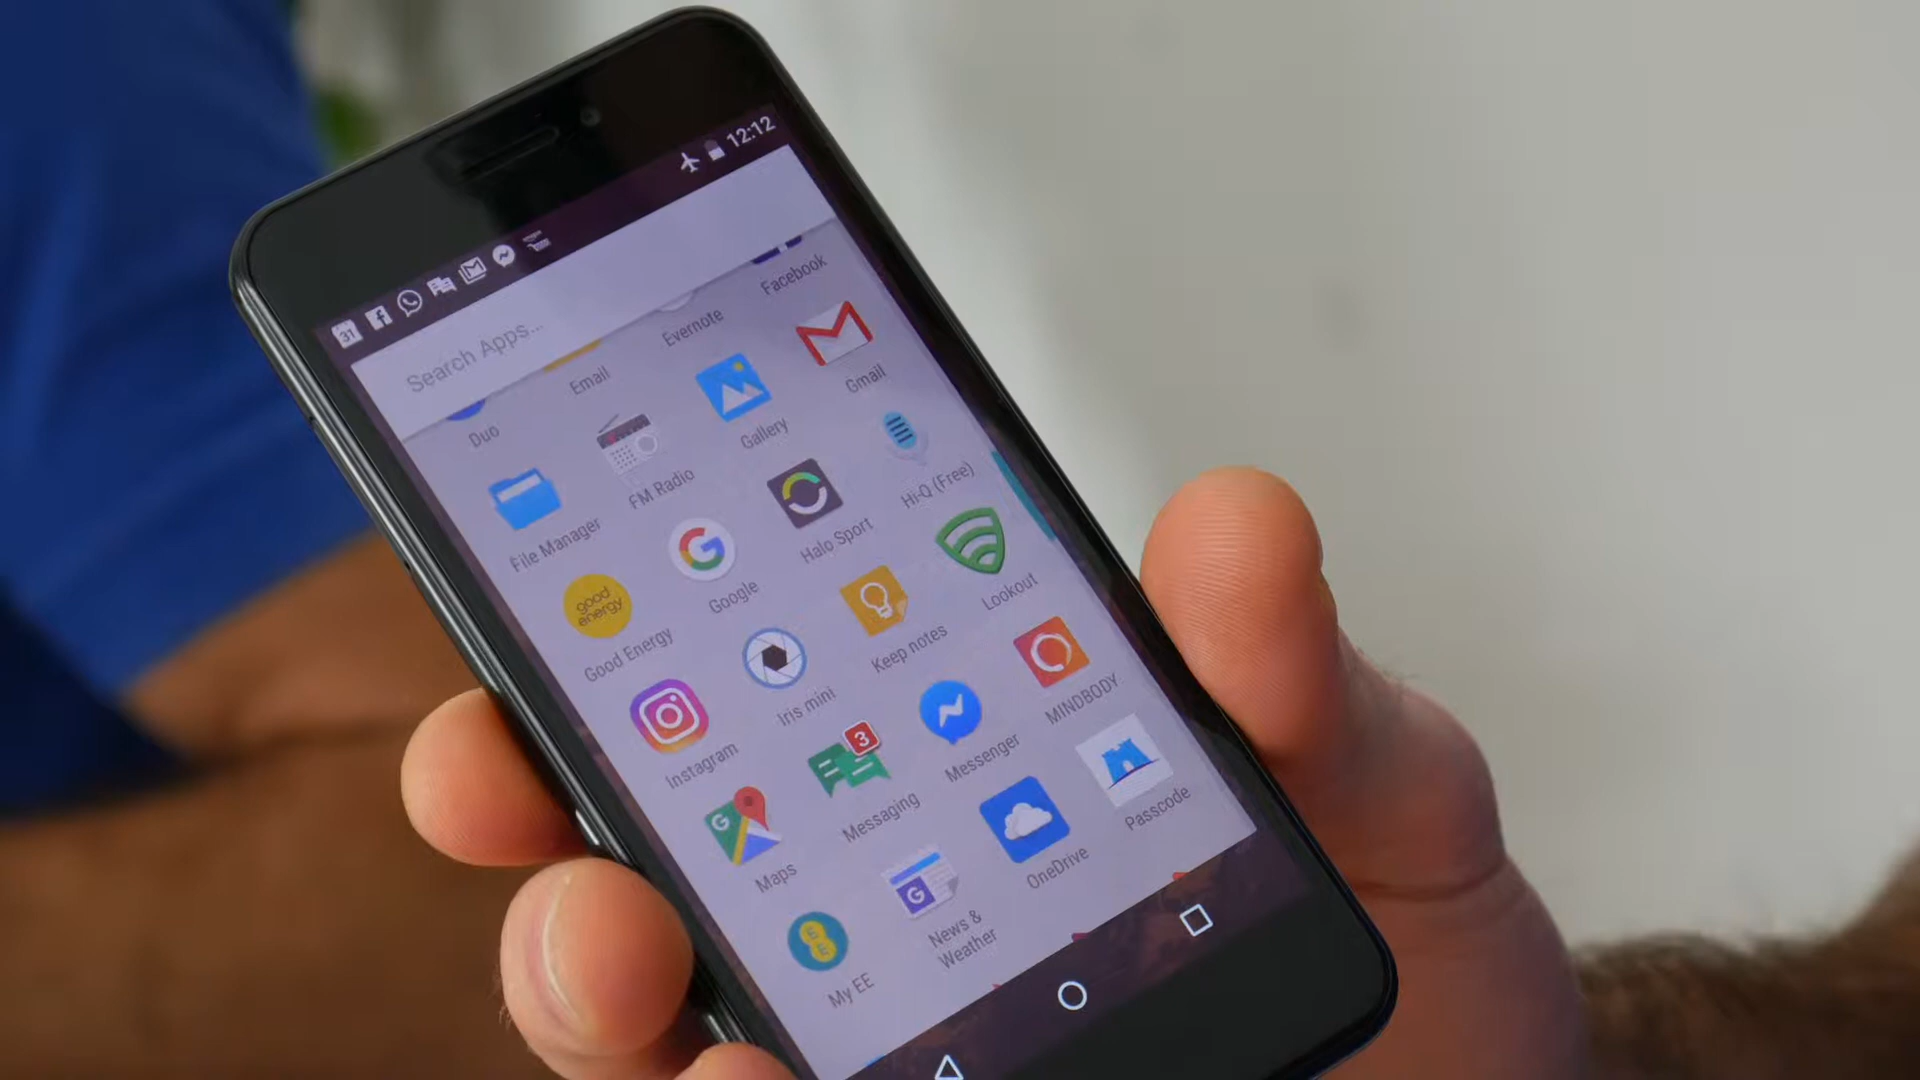 12:12
31
Search Apps...
Duo
Email
Evernote
Facebook
File Manager
FM Radio
Gallery
Gmail
good
energy
Good Energy
G
Google
Halo Sport
Hi-Q (Free)
Instagram
Iris mini
Keep notes
Lookout
G
Maps
3
Messaging
Messenger
MINDBODY
E
E
My EE
G
News &
Weather
OneDrive
Passcode